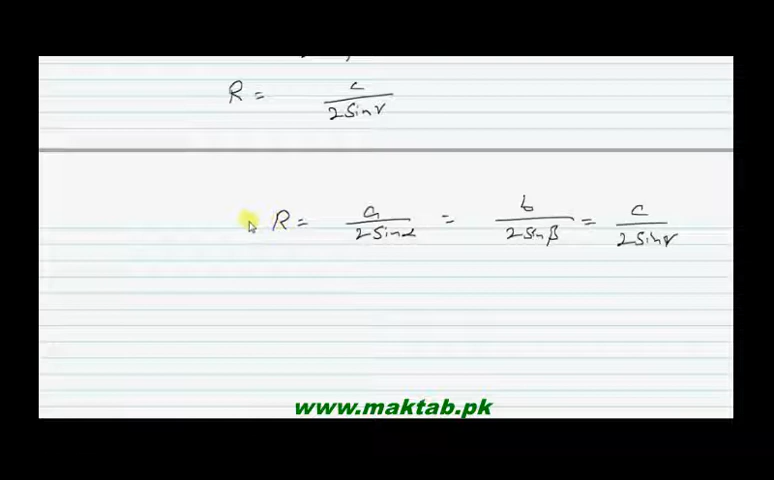 R = c / 2Sinγ
R = a / 2Sinα = b / 2Sinβ = c / 2Sinγ
www.maktab.pk